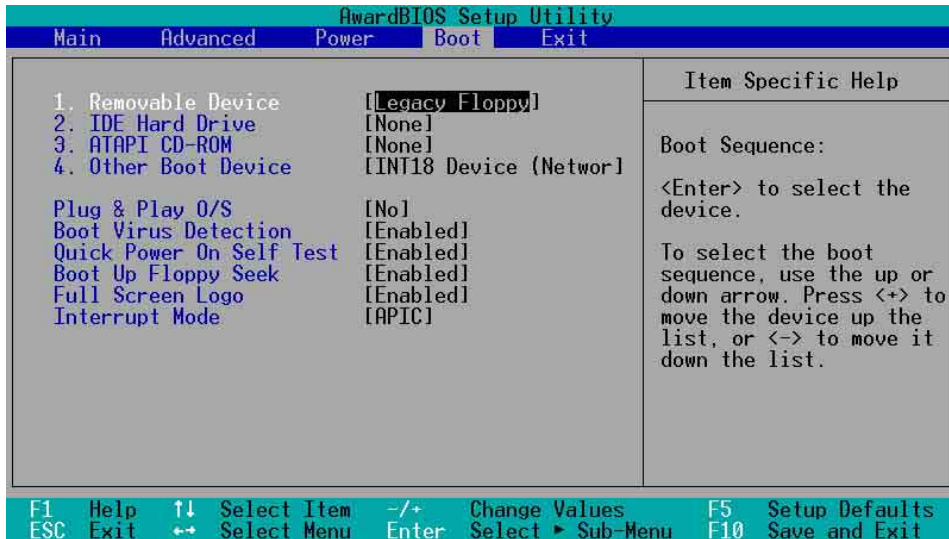 AwardBIOS Setup Utility
Main Advanced Power Boot Exit
1. Removable Device [Legacy Floppy]
2. IDE Hard Drive [None]
3. ATAPI CD-ROM [None]
4. Other Boot Device [INT18 Device (Networ]
Plug & Play O/S [No]
Boot Virus Detection [Enabled]
Quick Power On Self Test [Enabled]
Boot Up Floppy Seek [Enabled]
Full Screen Logo [Enabled]
Interrupt Mode [APIC]
Item Specific Help
Boot Sequence:
<Enter> to select the
device.
To select the boot
sequence, use the up or
down arrow. Press <+> to
move the device up the
list, or <-> to move it
down the list.
F1 Help ↑↓ Select Item -/+ Change Values F5 Setup Defaults
ESC Exit ←→ Select Menu Enter Select ► Sub-Menu F10 Save and Exit